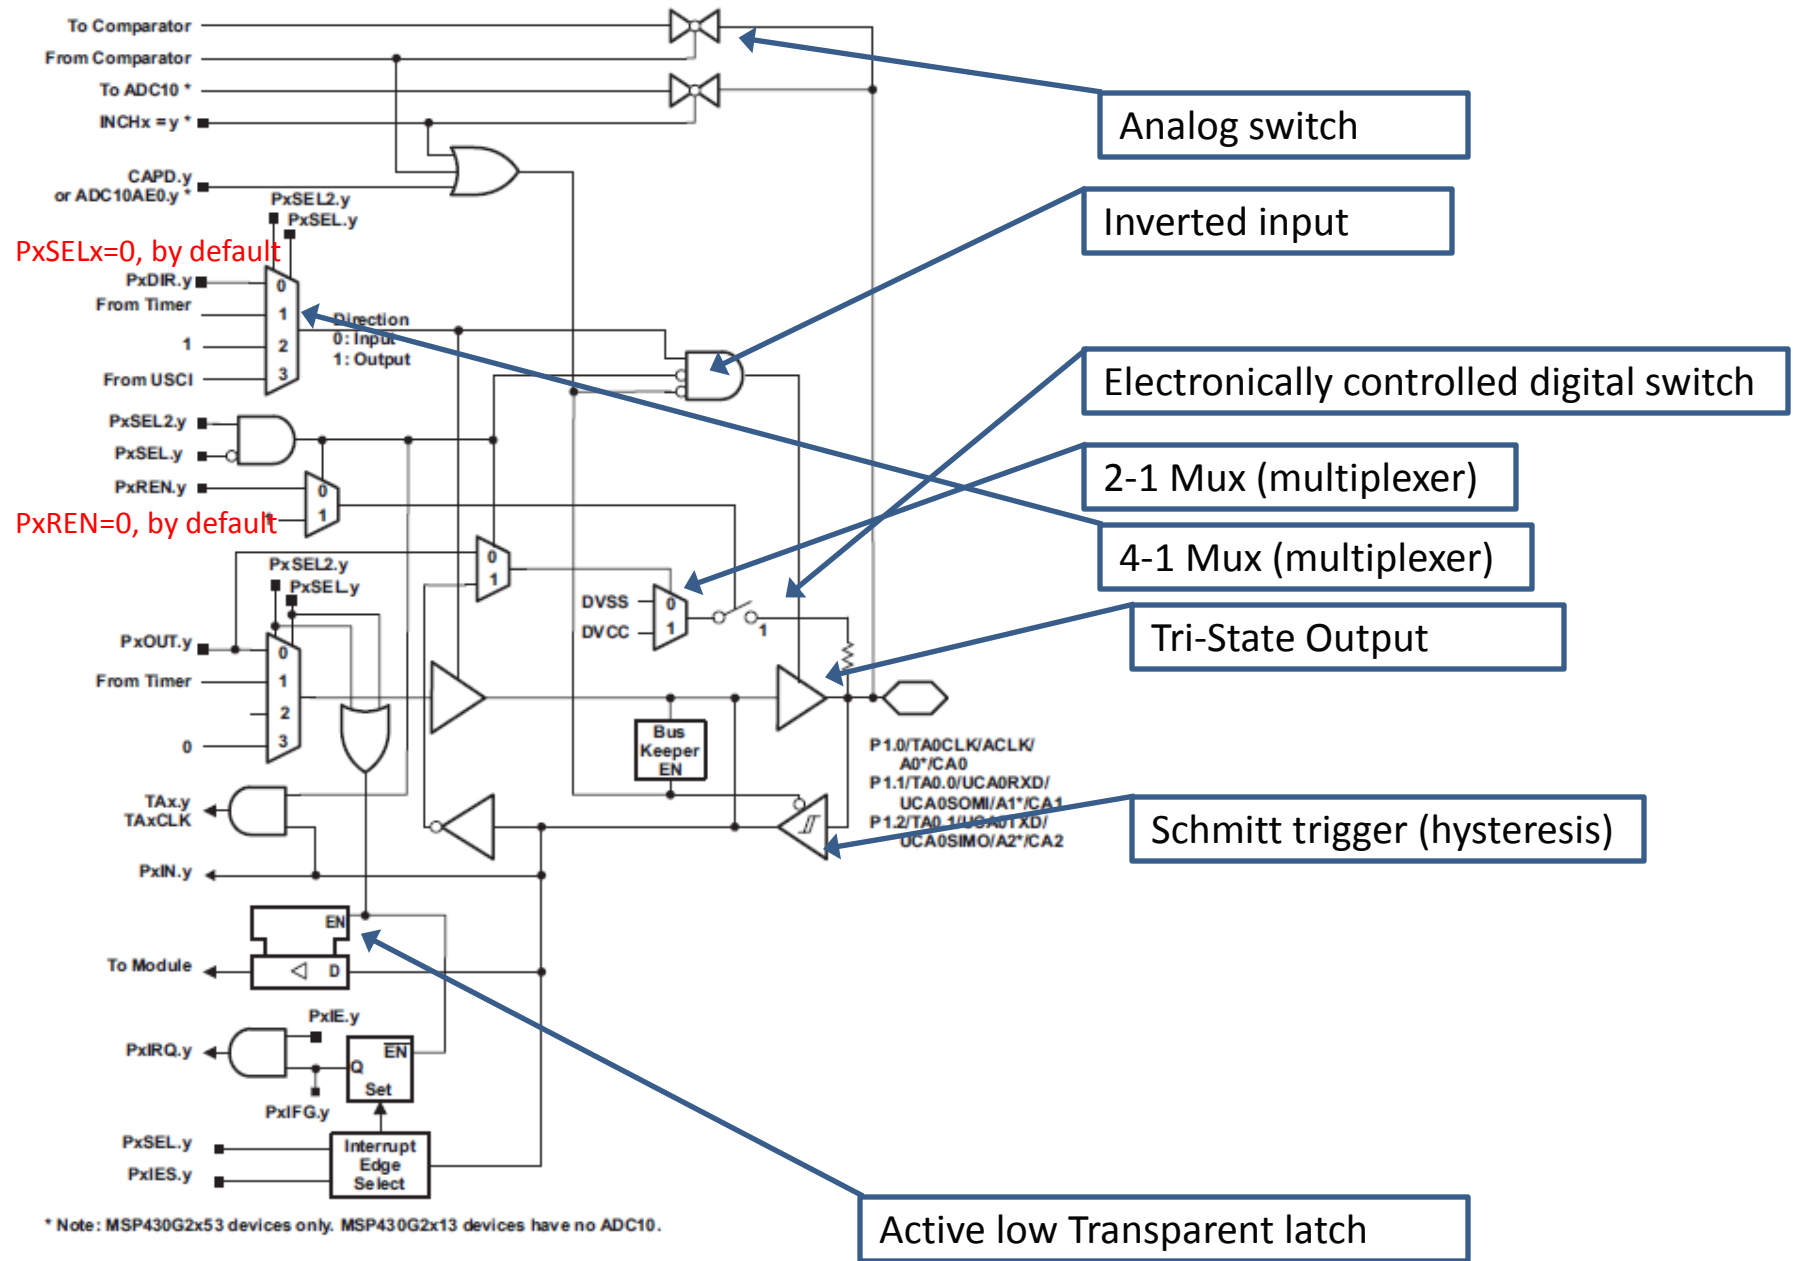 To Comparator
From Comparator
To ADC10 *
INCHx = y *
CAPD.y
or ADC10AE0.y *
PxSEL2.y
PxSEL.y
PxSELx=0, by default
PxDIR.y
0
From Timer
1
Direction
0: Input
1: Output
1
2
From USCI
3
PxSEL2.y
PxSEL.y
PxREN.y
0
1
1
PxREN=0, by default
PxSEL2.y
PxSEL.y
0
1
DVSS
0
DVCC
1
1
PxOUT.y
0
From Timer
1
2
0
3
Bus
Keeper
EN
P1.0/TA0CLK/ACLK/
A0*/CA0
P1.1/TA0.0/UCA0RXD/
UCA0SOMI/A1*/CA1
P1.2/TA0.1/UCA0TXD/
UCA0SIMO/A2*/CA2
TAx.y
TAxCLK
PxIN.y
EN
To Module
D
PxIE.y
PxIRQ.y
EN
Q
Set
PxIFG.y
PxSEL.y
PxIES.y
Interrupt
Edge
Select
* Note: MSP430G2x53 devices only. MSP430G2x13 devices have no ADC10.
Analog switch
Inverted input
Electronically controlled digital switch
2-1 Mux (multiplexer)
4-1 Mux (multiplexer)
Tri-State Output
Schmitt trigger (hysteresis)
Active low Transparent latch